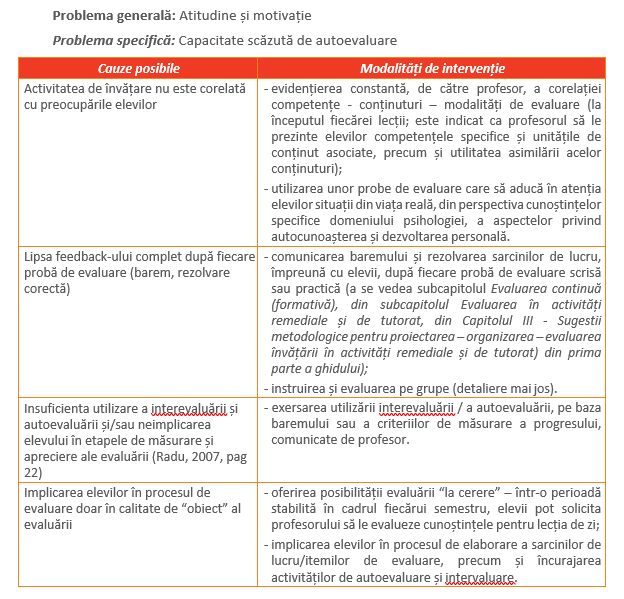 Problema generală: Atitudine și motivație
Problema specifică: Capacitate scăzută de autoevaluare
Cauze posibile
Modalități de intervenție
Activitatea de învățare nu este corelată
cu preocupările elevilor
- evidențierea constantă, de către profesor, a corelației
competențe - conținuturi – modalități de evaluare (la
începutul fiecărei lecții; este indicat ca profesorul să le
prezinte elevilor competențele specifice și unitățile de
conținut asociate, precum și utilitatea asimilării acelor
conținuturi);
- utilizarea unor probe de evaluare care să aducă în atenția
elevilor situații din viața reală, din perspectiva cunoștințelor
specifice domeniului psihologiei, a aspectelor privind
autocunoașterea și dezvoltarea personală.
Lipsa feedback-ului complet după fiecare
probă de evaluare (barem, rezolvare
corectă)
- comunicarea baremului și rezolvarea sarcinilor de lucru,
împreună cu elevii, după fiecare probă de evaluare scrisă
sau practică (a se vedea subcapitolul Evaluarea continuă
(formativă), din subcapitolul Evaluarea în activități
remediale și de tutorat, din Capitolul III - Sugestii
metodologice pentru proiectarea – organizarea – evaluarea
învățării în activități remediale și de tutorat) din prima
parte a ghidului);
- instruirea și evaluarea pe grupe (detaliere mai jos).
Insuficienta utilizare a interevaluării și
autoevaluării și/sau neimplicarea
elevului în etapele de măsurare și
apreciere ale evaluării (Radu, 2007, pag
22)
- exersarea utilizării interevaluării / a autoevaluării, pe baza
baremului sau a criteriilor de măsurare a progresului,
comunicate de profesor.
Implicarea elevilor în procesul de
evaluare doar în calitate de “obiect” al
evaluării
- oferirea posibilității evaluării “la cerere” – într-o perioadă
stabilită în cadrul fiecărui semestru, elevii pot solicita
profesorului să le evalueze cunoștințele pentru lecția de zi;
- implicarea elevilor în procesul de elaborare a sarcinilor de
lucru/itemilor de evaluare, precum și încurajarea
activităților de autoevaluare și intervaluare.